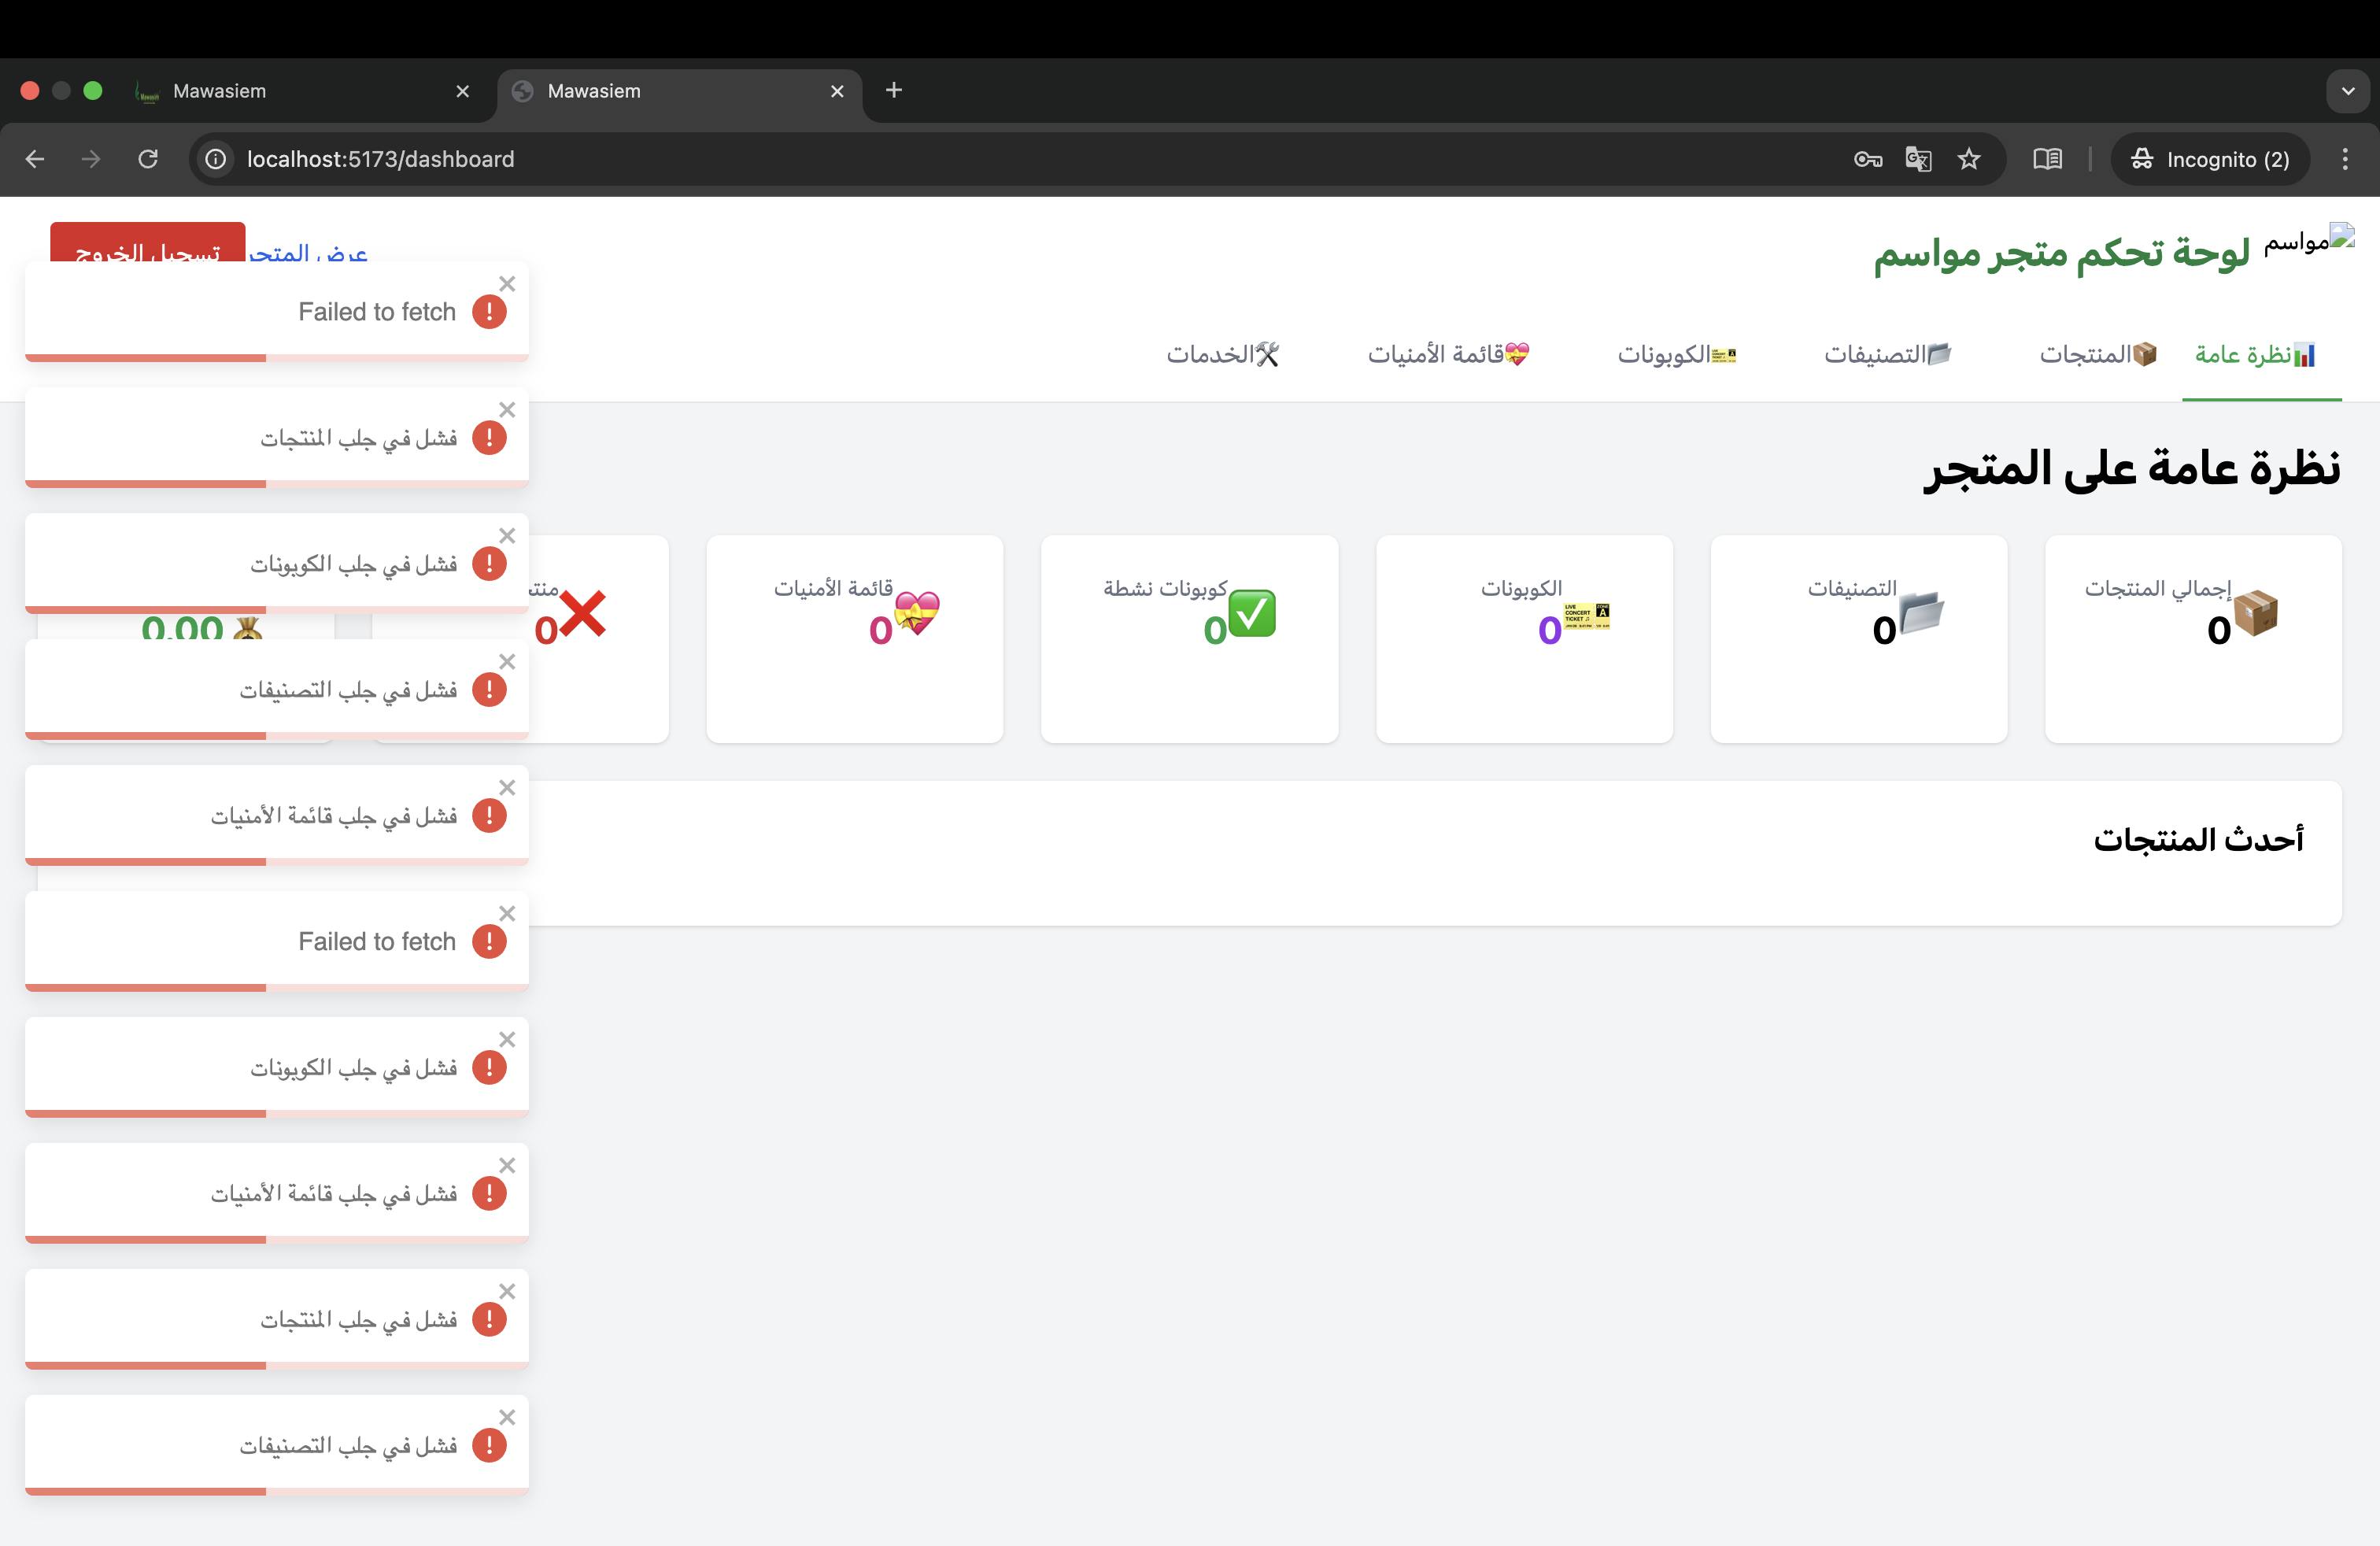 Mawasiem
Mawasiem
localhost:5173/dashboard
Incognito (2)
مواسم
لوحة تحكم متجر مواسم
عرض المتجر
تسجيل الخروج
نظرة عامة
المنتجات
التصنيفات
الكوبونات
قائمة الأمنيات
الخدمات
نظرة عامة على المتجر
إجمالي المنتجات
0
التصنيفات
0
الكوبونات
0
كوبونات نشطة
0
قائمة الأمنيات
0
0
0.00
أحدث المنتجات
Failed to fetch
فشل في جلب المنتجات
فشل في جلب الكوبونات
فشل في جلب التصنيفات
فشل في جلب قائمة الأمنيات
Failed to fetch
فشل في جلب الكوبونات
فشل في جلب قائمة الأمنيات
فشل في جلب المنتجات
فشل في جلب التصنيفات